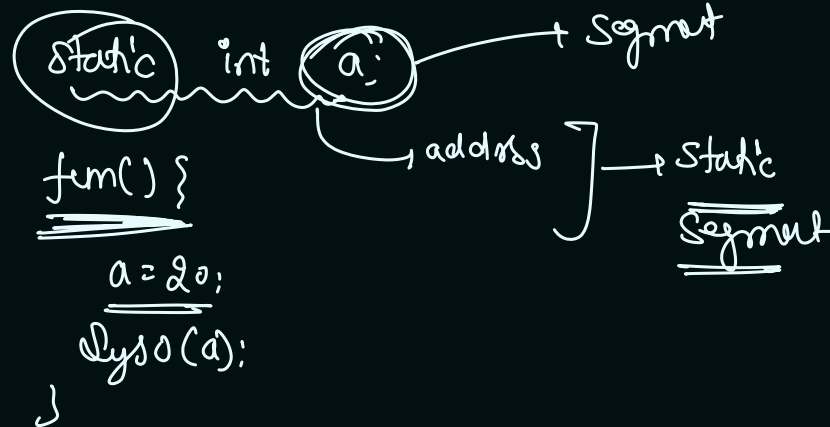 static int a; → Segment
address ] → static
Segment
fun() {
a = 20;
Syso(a);
}